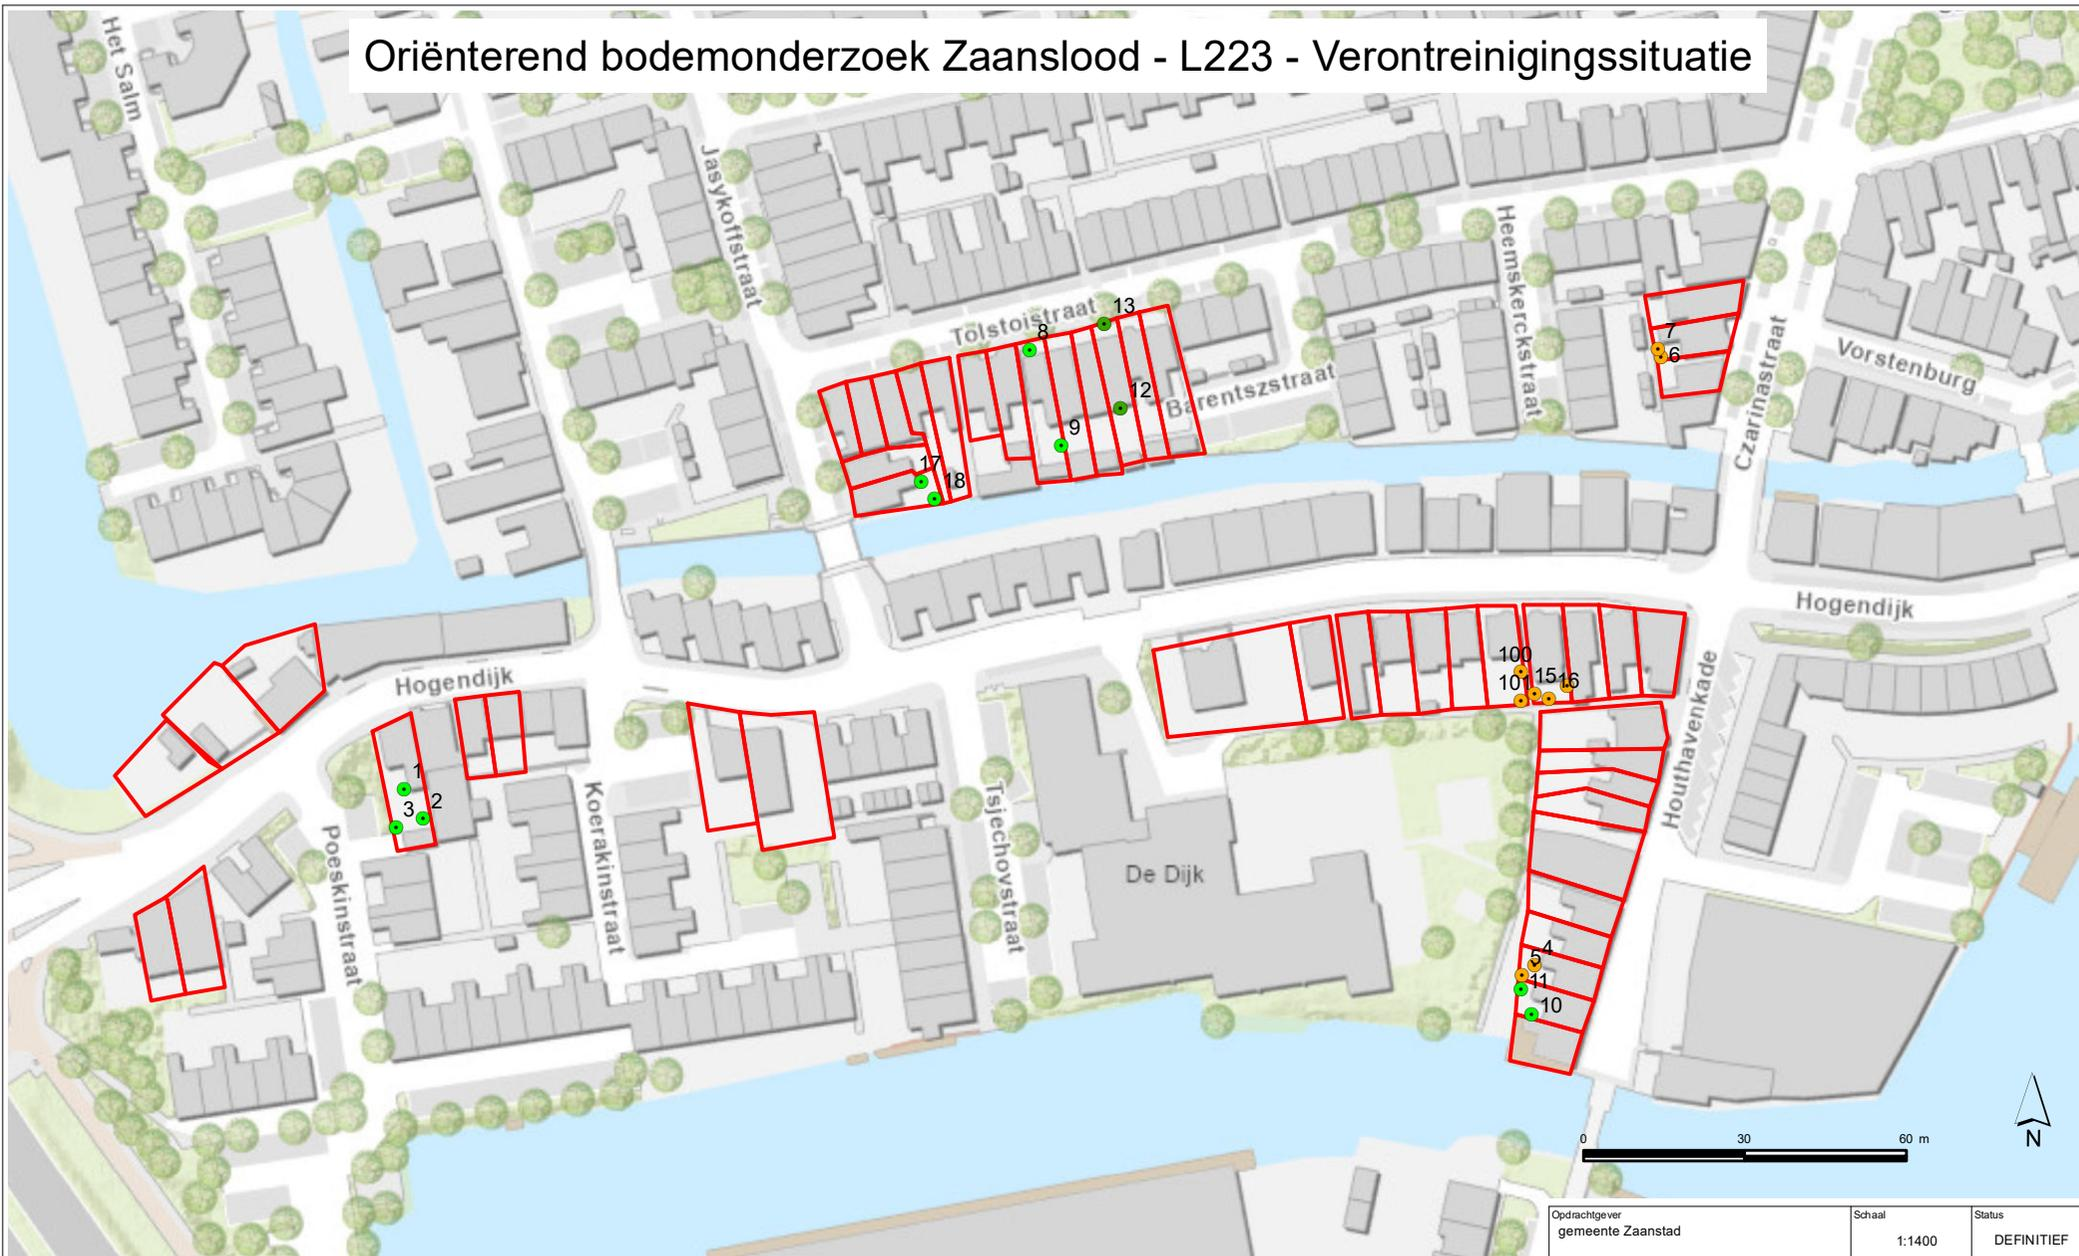 Oriënterend bodemonderzoek Zaanslood - L223 - Verontreinigingssituatie
Het Salm
Jasykoffstraat
Tolstoistraat
Heemskerckstraat
Barentszstraat
Czarinastraat
Vorstenburg
13
8
12
9
17
18
7
6
Hogendijk
Hogendijk
100
101
15
16
1
2
3
Poeskinstraat
Koerakinstraat
Tsjechovstraat
De Dijk
Houthavenkade
4
5
11
10
0
30
60 m
N
Opdrachtgever
gemeente Zaanstad
Schaal
1:1400
Status
DEFINITIEF